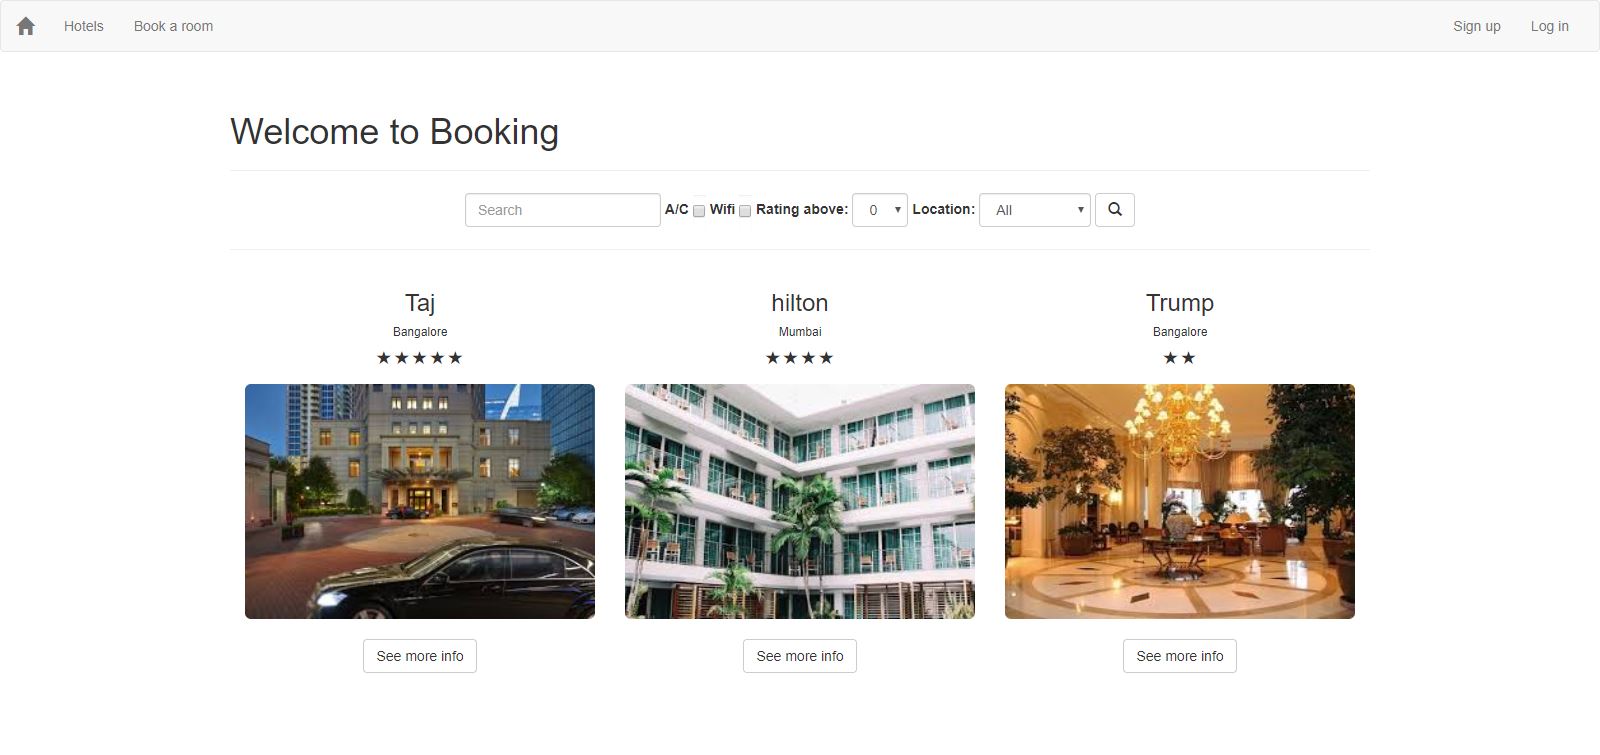 Hotels Book a room Sign up Log in
Welcome to Booking
Search A/C Wifi Rating above: 0 Location: All
Taj hilton Trump
Bangalore Mumbai Bangalore
★★★★★ ★★★★ ★★
See more info See more info See more info